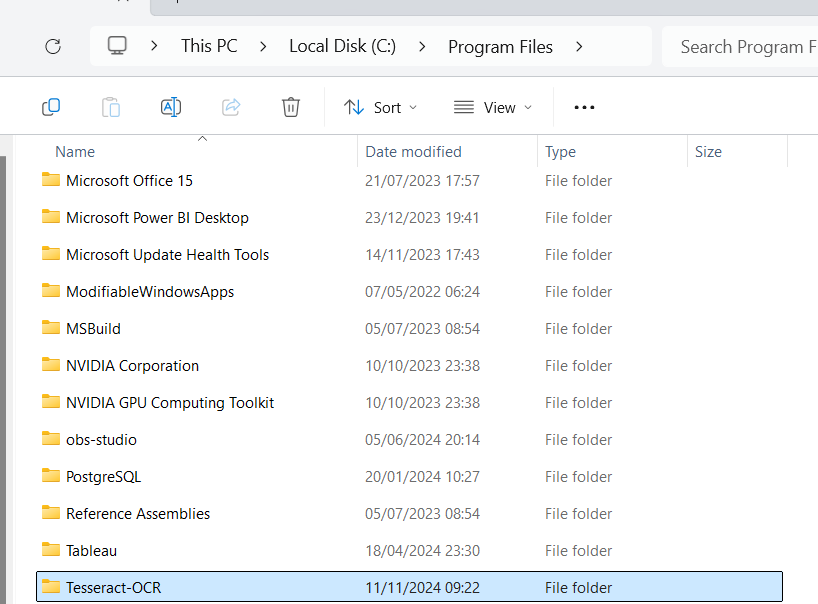 This PC > Local Disk (C:) > Program Files > Search Program F
Sort View
Name Date modified Type Size
Microsoft Office 15 21/07/2023 17:57 File folder
Microsoft Power BI Desktop 23/12/2023 19:41 File folder
Microsoft Update Health Tools 14/11/2023 17:43 File folder
ModifiableWindowsApps 07/05/2022 06:24 File folder
MSBuild 05/07/2023 08:54 File folder
NVIDIA Corporation 10/10/2023 23:38 File folder
NVIDIA GPU Computing Toolkit 10/10/2023 23:38 File folder
obs-studio 05/06/2024 20:14 File folder
PostgreSQL 20/01/2024 10:27 File folder
Reference Assemblies 05/07/2023 08:54 File folder
Tableau 18/04/2024 23:30 File folder
Tesseract-OCR 11/11/2024 09:22 File folder